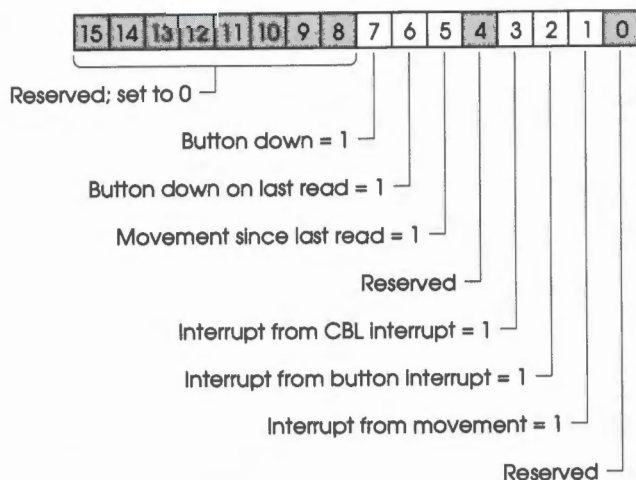 15 14 13 12 11 10 9 8 7 6 5 4 3 2 1 0
Reserved; set to 0
Button down = 1
Button down on last read = 1
Movement since last read = 1
Reserved
Interrupt from CBL interrupt = 1
Interrupt from button interrupt = 1
Interrupt from movement = 1
Reserved